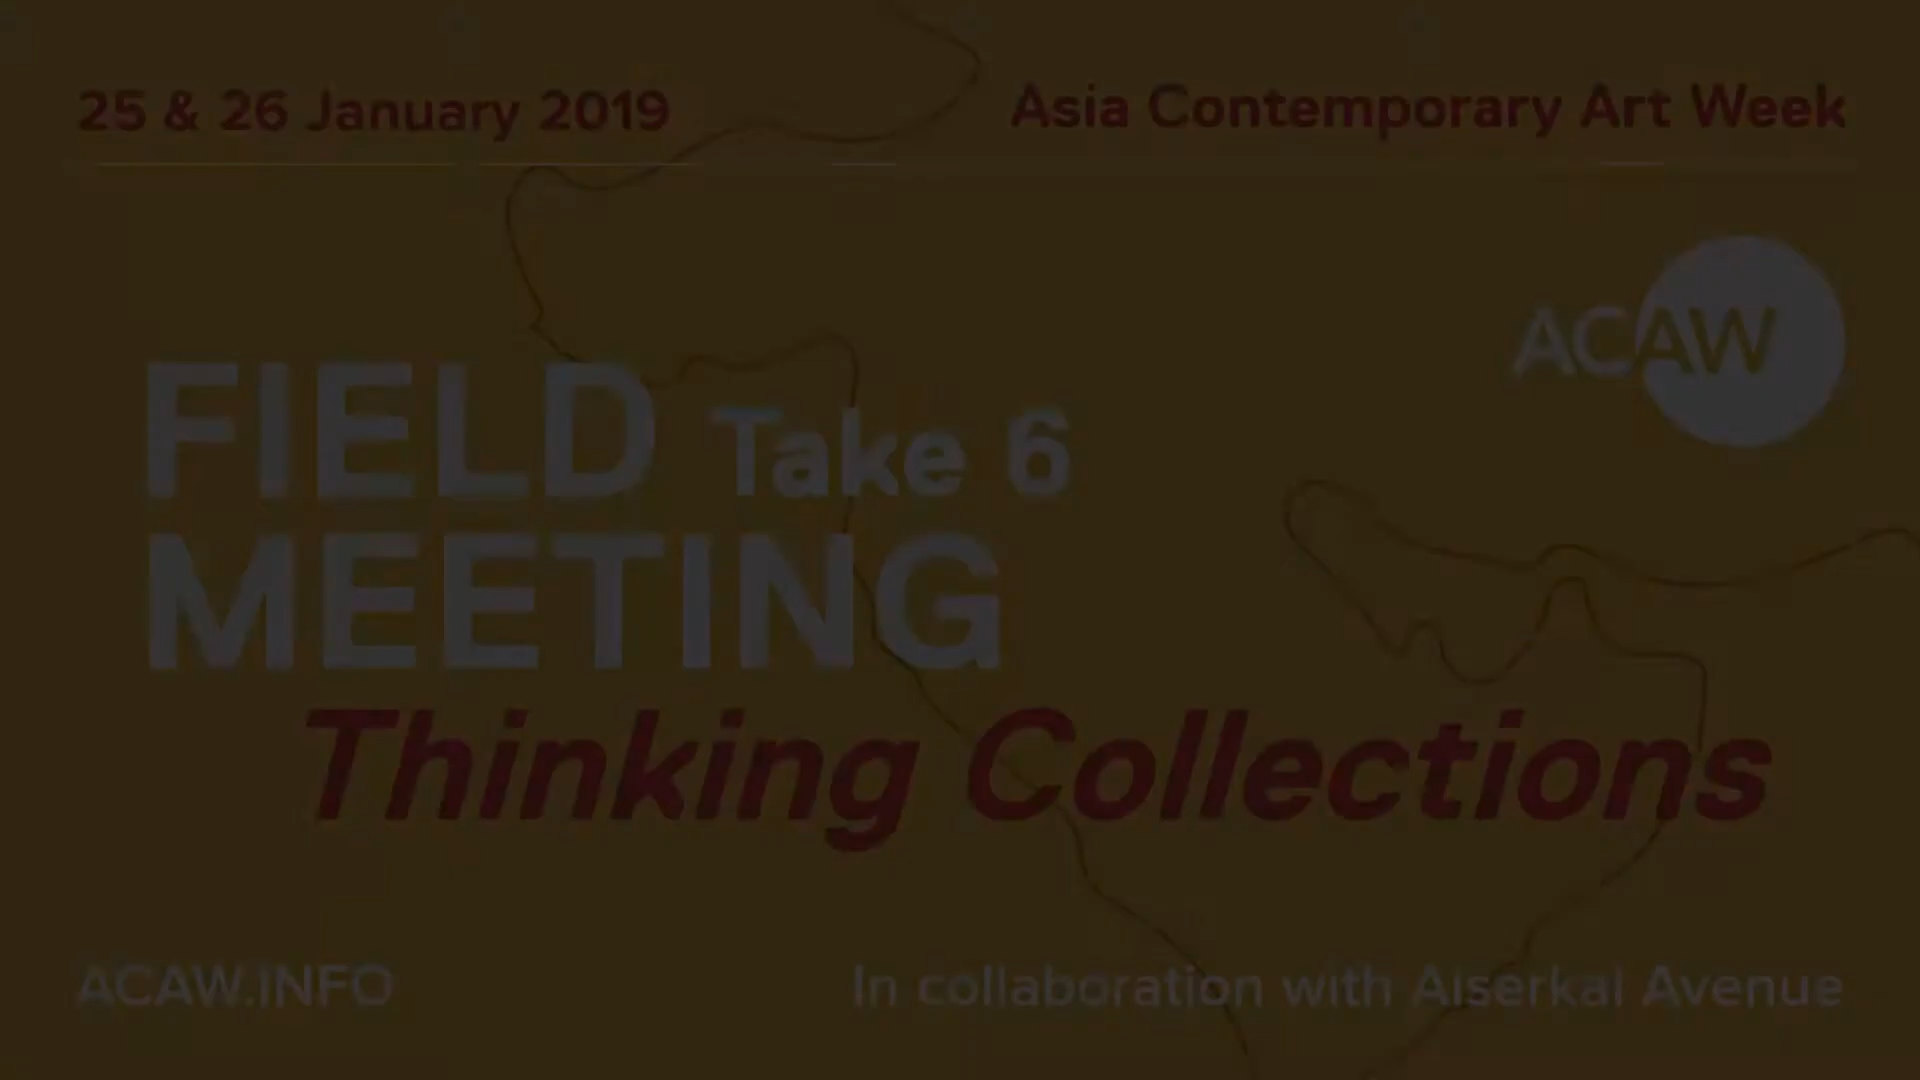 25 & 26 January 2019
Asia Contemporary Art Week
ACAW
FIELD Take 6
MEETING
Thinking Collections
ACAW.INFO
In collaboration with Alserkal Avenue